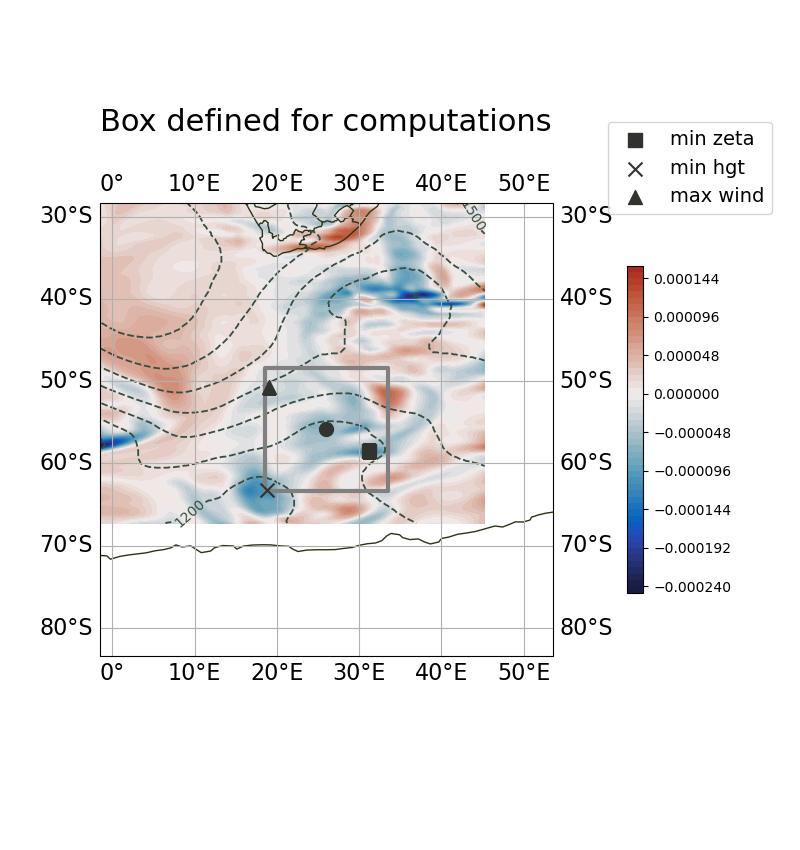 Box defined for computations
min zeta
min hgt
max wind
0° 10°E 20°E 30°E 40°E 50°E
30°S 30°S
40°S 40°S
50°S 50°S
60°S 60°S
70°S 70°S
80°S 80°S
0° 10°E 20°E 30°E 40°E 50°E
1500
1200
0.000144
0.000096
0.000048
0.000000
−0.000048
−0.000096
−0.000144
−0.000192
−0.000240